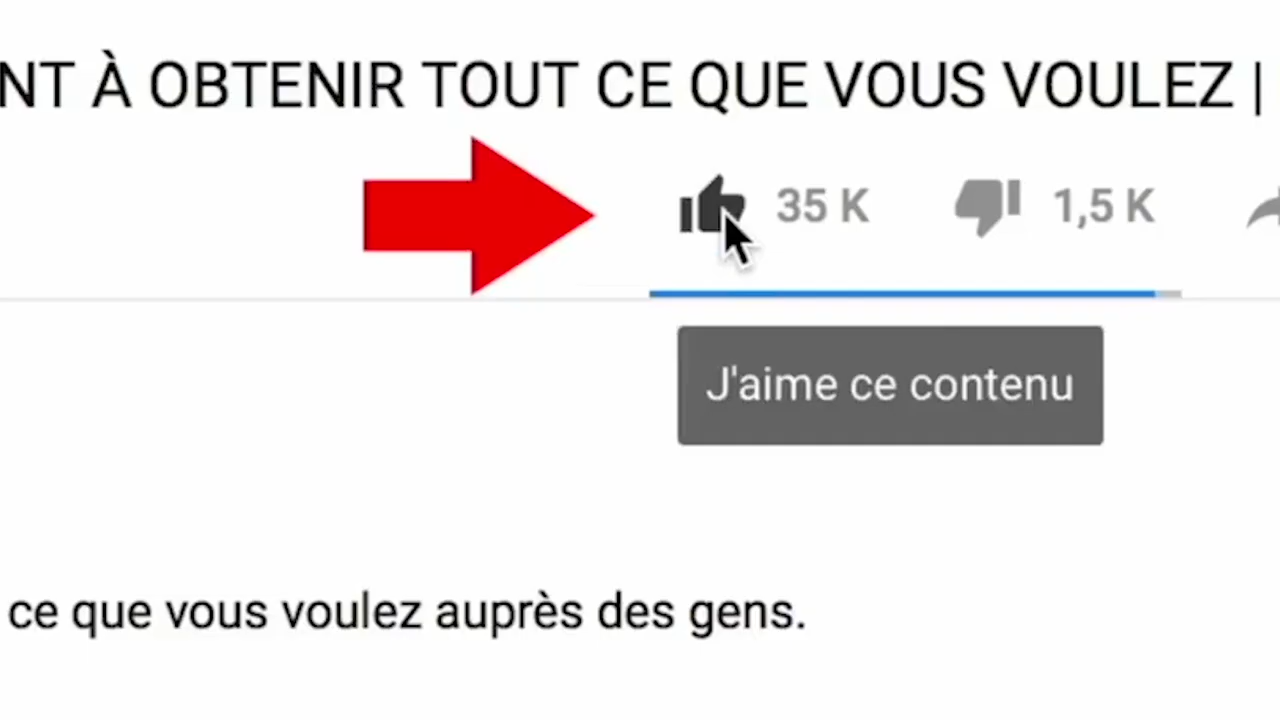 NT À OBTENIR TOUT CE QUE VOUS VOULEZ |
35 K 1,5 K
J'aime ce contenu
ce que vous voulez auprès des gens.